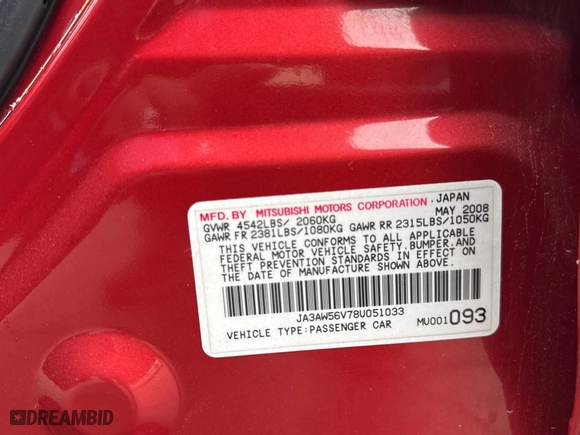 MFD. BY MITSUBISHI MOTORS CORPORATION, JAPAN
GVWR 4542LBS/ 2060KG MAY 2008
GAWR FR 2381LBS/1080KG GAWR RR 2315LBS/1050KG
THIS VEHICLE CONFORMS TO ALL APPLICABLE
FEDERAL MOTOR VEHICLE SAFETY,BUMPER,AND
THEFT PREVENTION STANDARDS IN EFFECT ON
THE DATE OF MANUFACTURE SHOWN ABOVE.
JA3AW56V78U051033
VEHICLE TYPE:PASSENGER CAR MU001093
DREAMBID